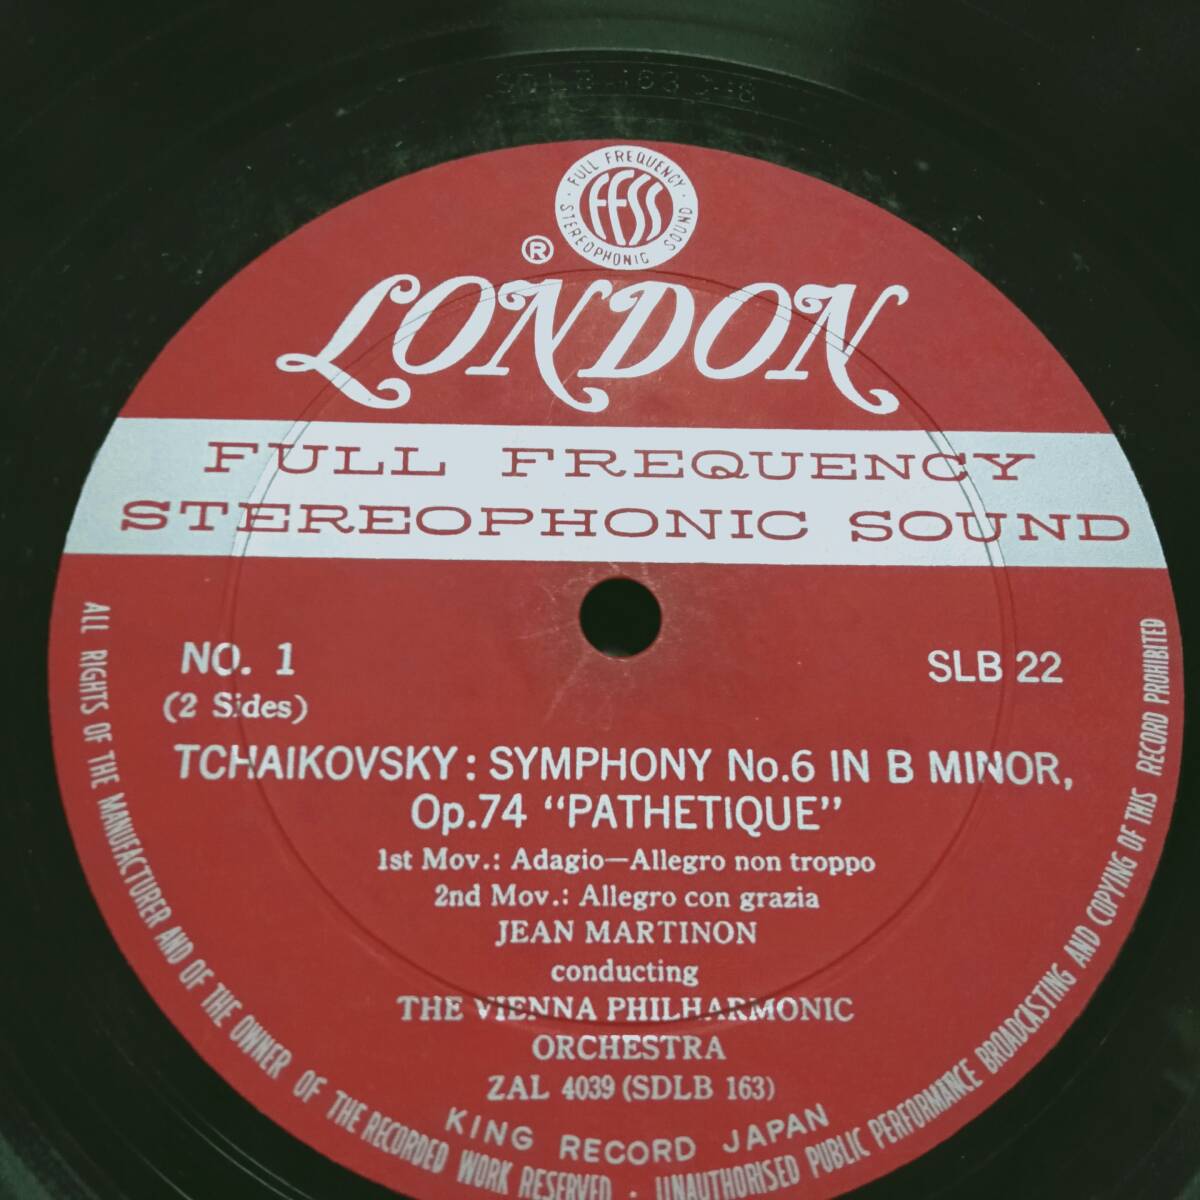 FULL FREQUENCY STEREOPHONIC SOUND
FFSS
®
LONDON
FULL FREQUENCY
STEREOPHONIC SOUND
NO. 1
(2 Sides)
SLB 22
TCHAIKOVSKY: SYMPHONY No.6 IN B MINOR,
Op.74 “PATHETIQUE”
1st Mov.: Adagio—Allegro non troppo
2nd Mov.: Allegro con grazia
JEAN MARTINON
conducting
THE VIENNA PHILHARMONIC
ORCHESTRA
ZAL 4039 (SDLB 163)
KING RECORD JAPAN
ALL RIGHTS OF THE MANUFACTURER AND OF THE OWNER OF THE RECORDED WORK RESERVED · UNAUTHORISED PUBLIC PERFORMANCE BROADCASTING AND COPYING OF THIS RECORD PROHIBITED